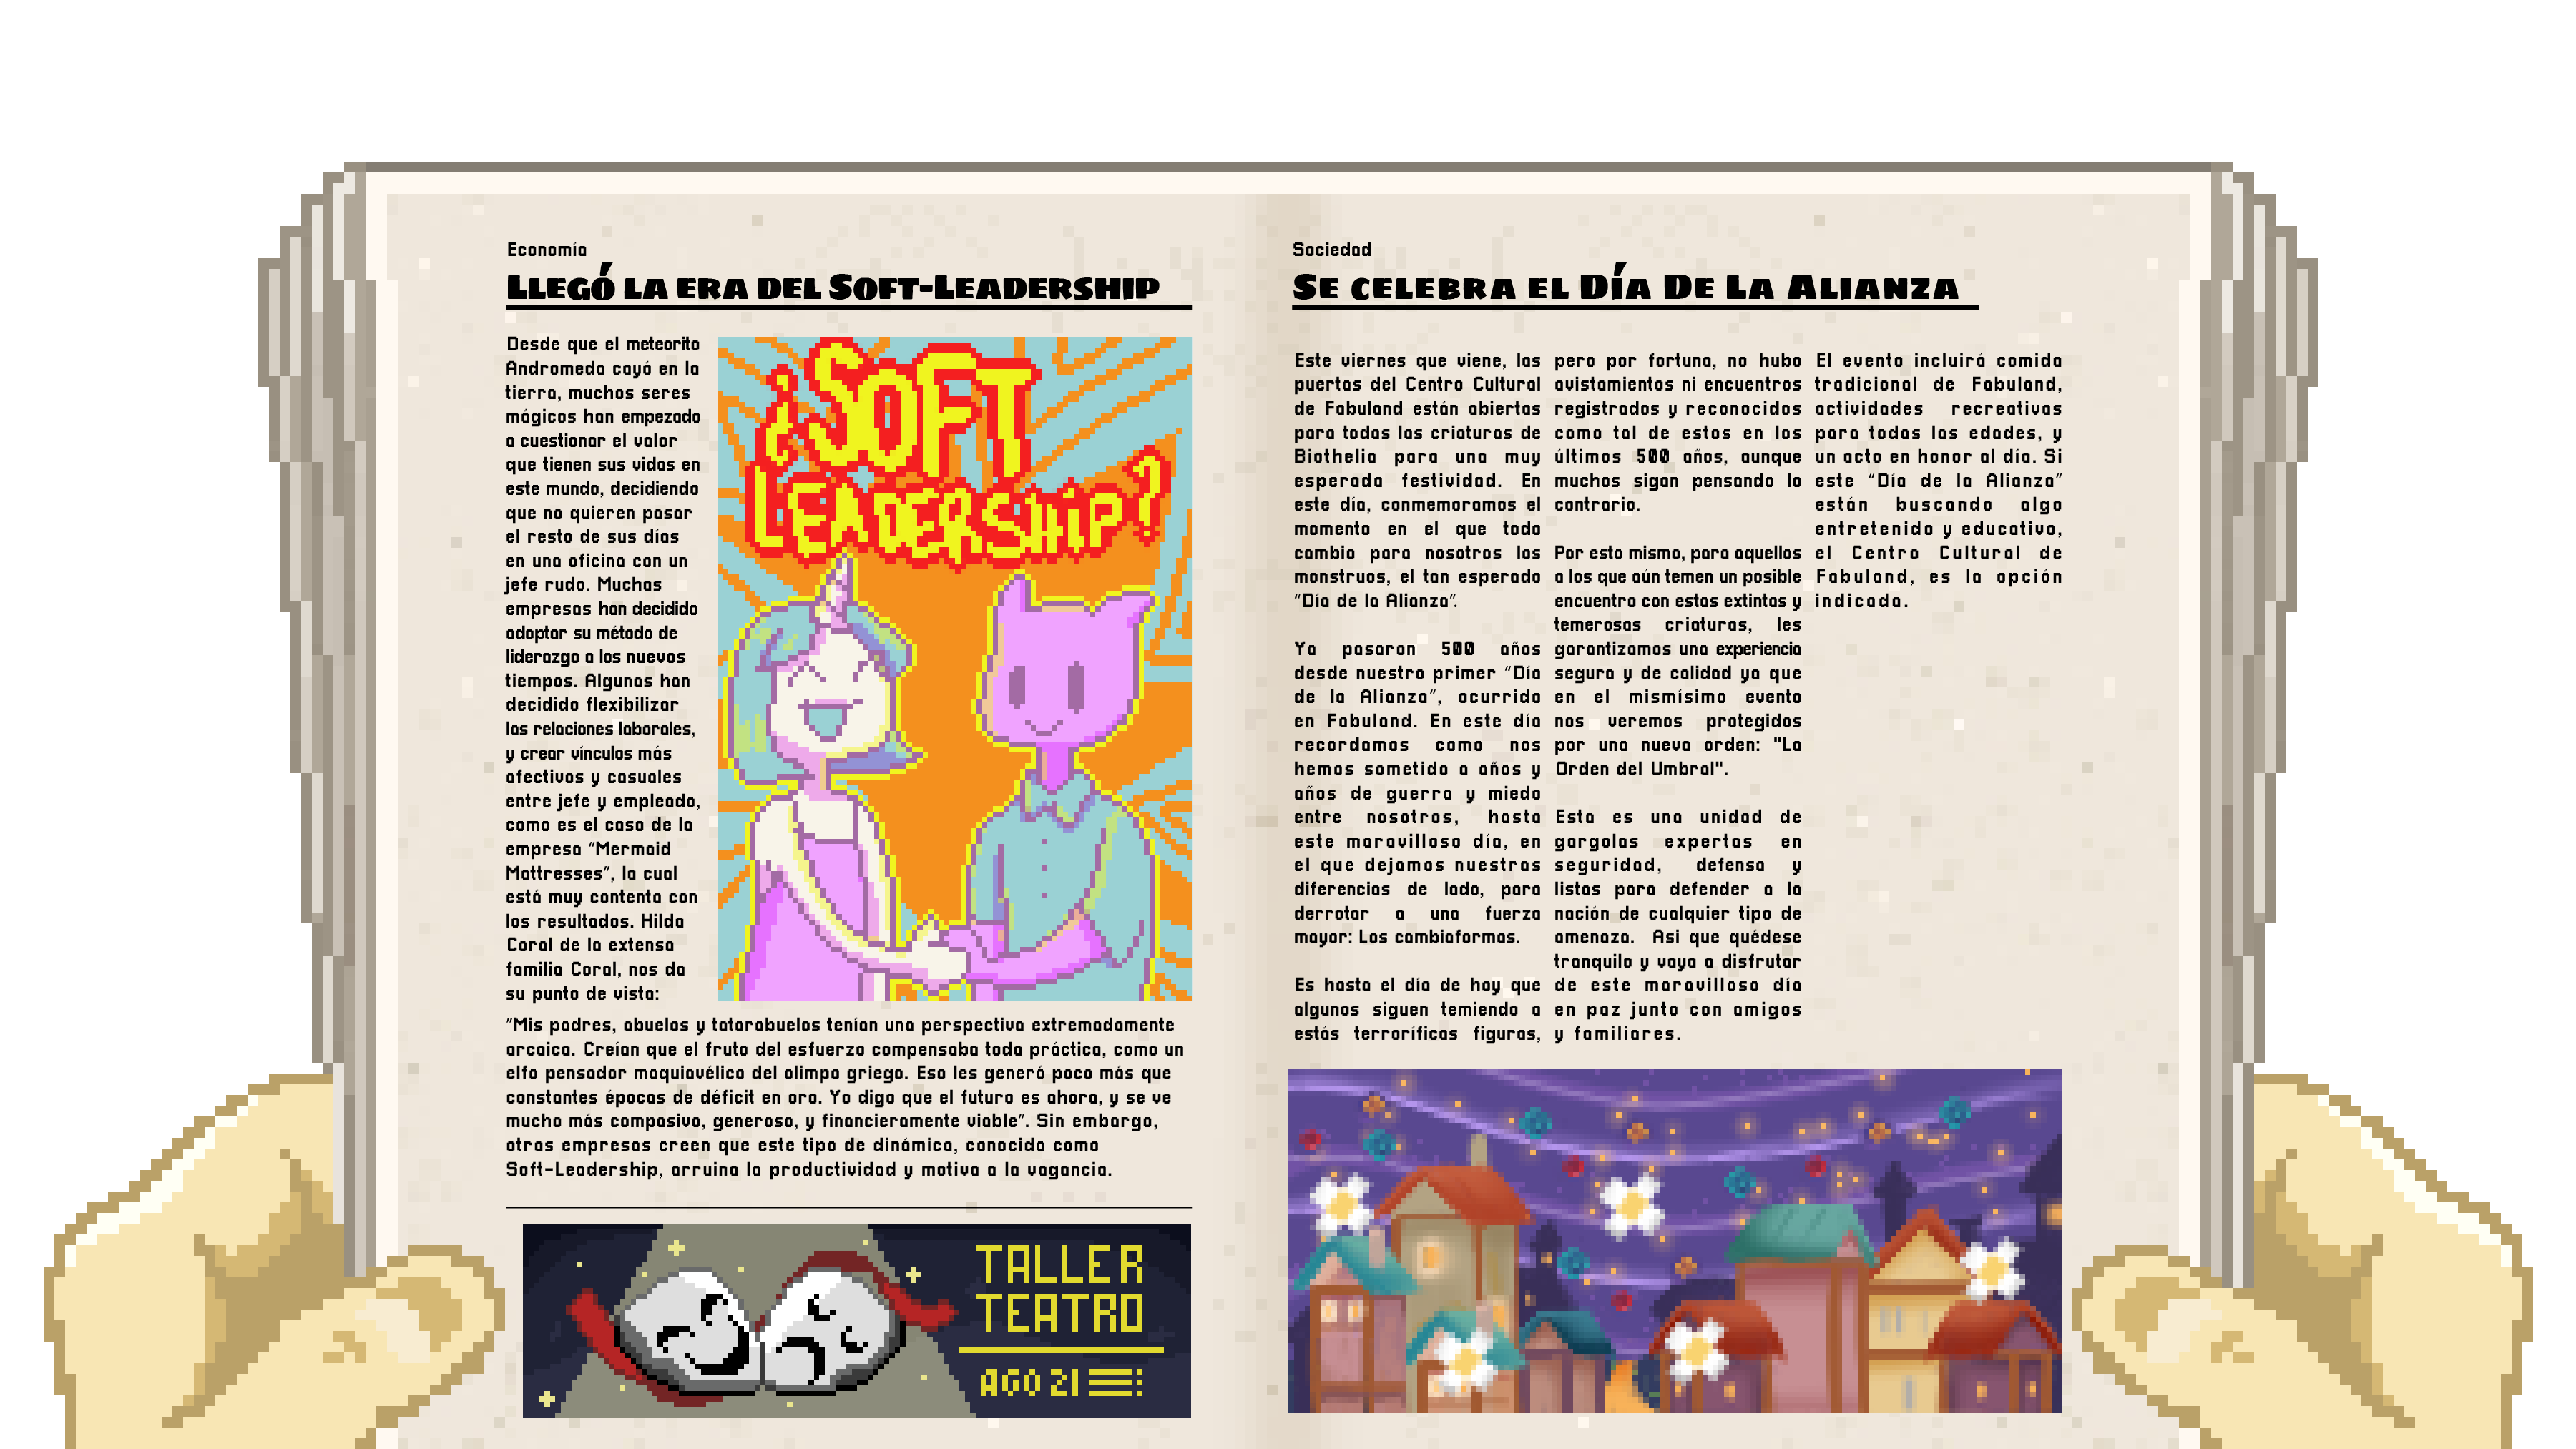 Economía
Llegó la era del Soft-Leadership
Desde que el meteorito
Andromeda cayó en la
tierra, muchos seres
mágicos han empezado
a cuestionar el valor
que tienen sus vidas en
este mundo, decidiendo
que no quieren pasar
el resto de sus días
en una oficina con un
jefe rudo. Muchas
empresas han decidido
adoptar su método de
liderazgo a los nuevos
tiempos. Algunas han
decidido flexibilizar
las relaciones laborales,
y crear vínculos más
afectivos y casuales
entre jefe y empleado,
como es el caso de la
empresa “Mermaid
Mattresses”, la cual
está muy contenta con
los resultados. Hilda
Coral de la extensa
familia Coral, nos da
su punto de vista:
¿SOFT
LEADERSHIP?
”Mis padres, abuelos y tatarabuelos tenían una perspectiva extremadamente
arcaica. Creían que el fruto del esfuerzo compensaba toda práctica, como un
elfo pensador maquiavélico del olimpo griego. Eso les generó poco más que
constantes épocas de déficit en oro. Yo digo que el futuro es ahora, y se ve
mucho más compasivo, generoso, y financieramente viable”. Sin embargo,
otras empresas creen que este tipo de dinámica, conocida como
Soft-Leadership, arruina la productividad y motiva a la vagancia.
TALLER
TEATRO
AGO 21
Sociedad
Se celebra el Día De La Alianza
Este viernes que viene, las
puertas del Centro Cultural
de Fabuland están abiertas
para todas las criaturas de
Biothelia para una muy
esperada festividad. En
este día, conmemoramos el
momento en el que todo
cambio para nosotros los
monstruos, el tan esperado
“Día de la Alianza”.
Ya pasaron 500 años
desde nuestro primer “Día
de la Alianza”, ocurrido
en Fabuland. En este día
recordamos como nos
hemos sometido a años y
años de guerra y miedo
entre nosotros, hasta
este maravilloso día, en
el que dejamos nuestras
diferencias de lado, para
derrotar a una fuerza
mayor: Los cambiaformas.
Es hasta el día de hoy que
algunos siguen temiendo a
estás terroríficas figuras,
pero por fortuna, no hubo
avistamientos ni encuentros
registrados y reconocidos
como tal de estos en los
últimos 500 años, aunque
muchos sigan pensando lo
contrario.
Por esto mismo, para aquellos
a los que aún temen un posible
encuentro con estas extintas y
temerosas criaturas, les
garantizamos una experiencia
segura y de calidad ya que
en el mismísimo evento
nos veremos protegidos
por una nueva orden: "La
Orden del Umbral".
Esta es una unidad de
gargolas expertas en
seguridad, defensa y
listas para defender a la
nación de cualquier tipo de
amenaza. Asi que quédese
tranquilo y vaya a disfrutar
de este maravilloso día
en paz junto con amigos
y familiares.
El evento incluirá comida
tradicional de Fabuland,
actividades recreativas
para todas las edades, y
un acto en honor al día. Si
este “Día de la Alianza”
están buscando algo
entretenido y educativo,
el Centro Cultural de
Fabuland, es la opción
indicada.